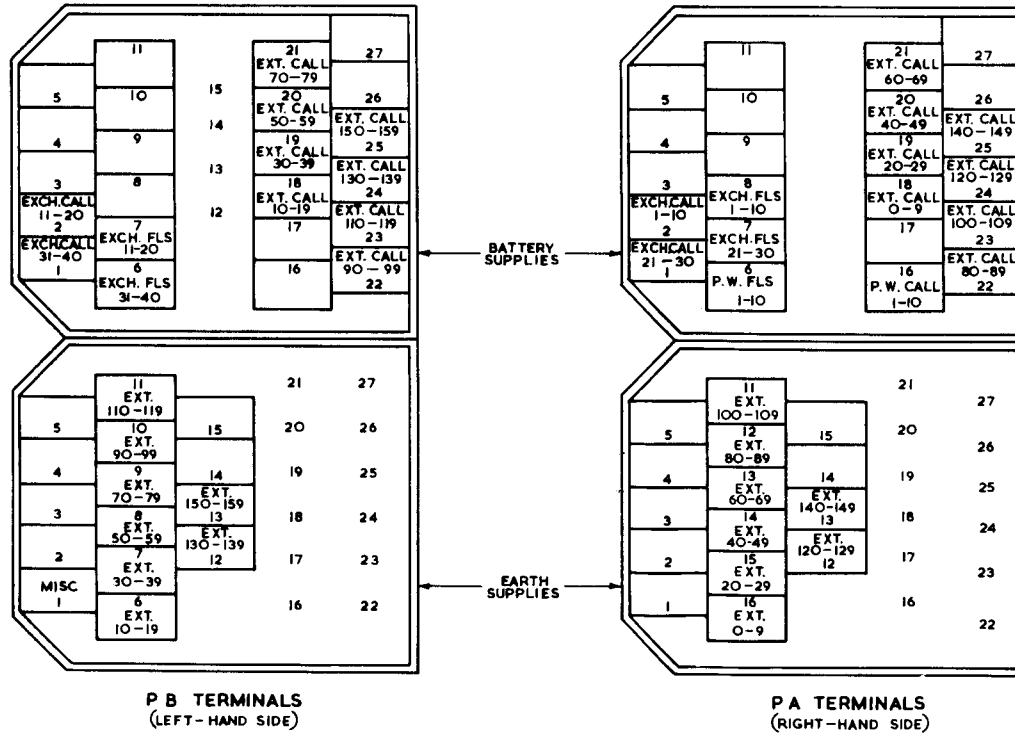 5
4
3
EXCH.CALL
11-20
2
EXCH.CALL
31-40
1
11
10
9
8
7
EXCH. FLS
11-20
6
EXCH. FLS
31-40
15
14
13
12
21
EXT. CALL
70-79
20
EXT. CALL
50-59
19
EXT. CALL
30-39
18
EXT. CALL
10-19
17
16
27
26
EXT. CALL
150-159
25
EXT. CALL
130-139
24
EXT. CALL
110-119
23
EXT. CALL
90-99
22
BATTERY
SUPPLIES
5
4
3
EXCH.CALL
1-10
2
EXCH.CALL
21-30
1
11
10
9
8
EXCH. FLS
1-10
7
EXCH. FLS
21-30
6
P.W. FLS
1-10
21
EXT. CALL
60-69
20
EXT. CALL
40-49
19
EXT. CALL
20-29
18
EXT. CALL
0-9
17
16
P.W. CALL
1-10
27
26
EXT. CALL
140-149
25
EXT. CALL
120-129
24
EXT. CALL
100-109
23
EXT. CALL
80-89
22
5
4
3
2
MISC
1
11
EXT.
110-119
10
EXT.
90-99
9
EXT.
70-79
8
EXT.
50-59
7
EXT.
30-39
6
EXT.
10-19
15
14
EXT.
150-159
13
EXT.
130-139
12
21
20
19
18
17
16
27
26
25
24
23
22
EARTH
SUPPLIES
5
4
3
2
1
11
EXT.
100-109
12
EXT.
80-89
13
EXT.
60-69
14
EXT.
40-49
15
EXT.
20-29
16
EXT.
0-9
15
14
EXT.
140-149
13
EXT.
120-129
12
21
20
19
18
17
16
27
26
25
24
23
22
P B TERMINALS
(LEFT-HAND SIDE)
P A TERMINALS
(RIGHT-HAND SIDE)